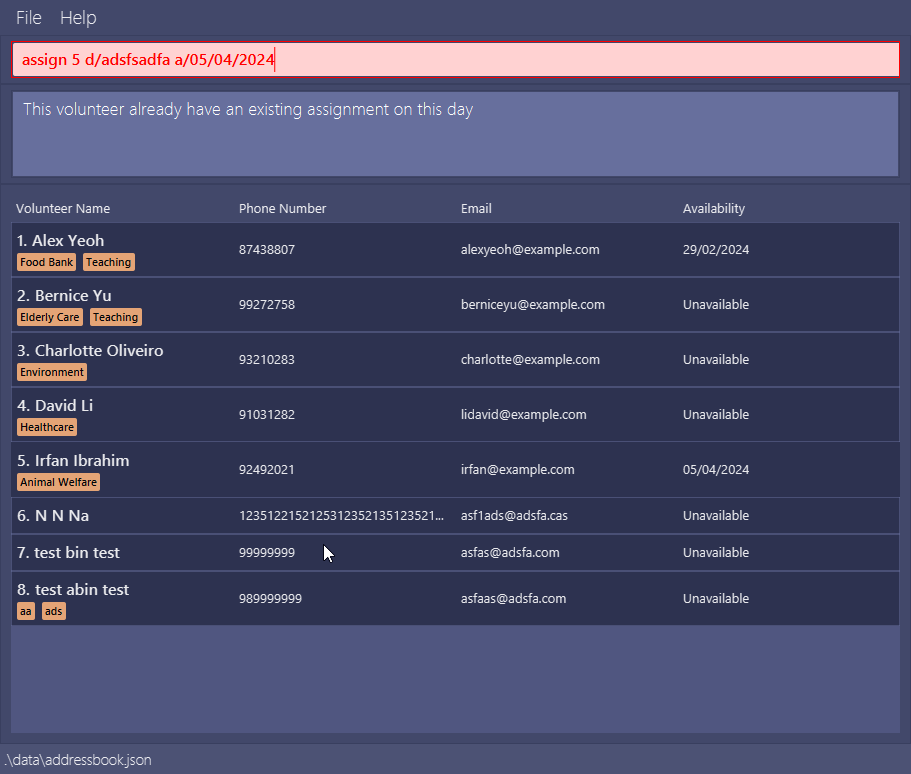 File Help
assign 5 d/adsfsadfa a/05/04/2024
This volunteer already have an existing assignment on this day
Volunteer Name Phone Number Email Availability
1. Alex Yeoh
Food Bank Teaching
87438807 alexyeoh@example.com 29/02/2024
2. Bernice Yu
Elderly Care Teaching
99272758 berniceyu@example.com Unavailable
3. Charlotte Oliveiro
Environment
93210283 charlotte@example.com Unavailable
4. David Li
Healthcare
91031282 lidavid@example.com Unavailable
5. Irfan Ibrahim
Animal Welfare
92492021 irfan@example.com 05/04/2024
6. N N Na 1235122152125312352135123521... asf1ads@adsfa.cas Unavailable
7. test bin test 99999999 asfas@adsfa.com Unavailable
8. test abin test
aa ads
989999999 asfaas@adsfa.com Unavailable
.\data\addressbook.json